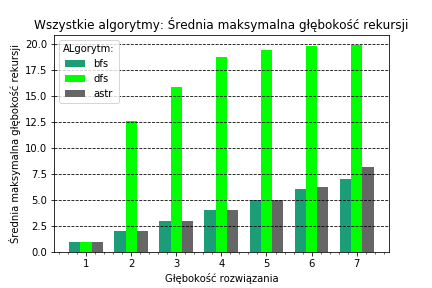 Wszystkie algorytmy: Średnia maksymalna głębokość rekursji
Średnia maksymalna głębokość rekursji
20.0
17.5
15.0
12.5
10.0
7.5
5.0
2.5
0.0
ALgorytm:
bfs
dfs
astr
1 2 3 4 5 6 7
Głębokość rozwiązania